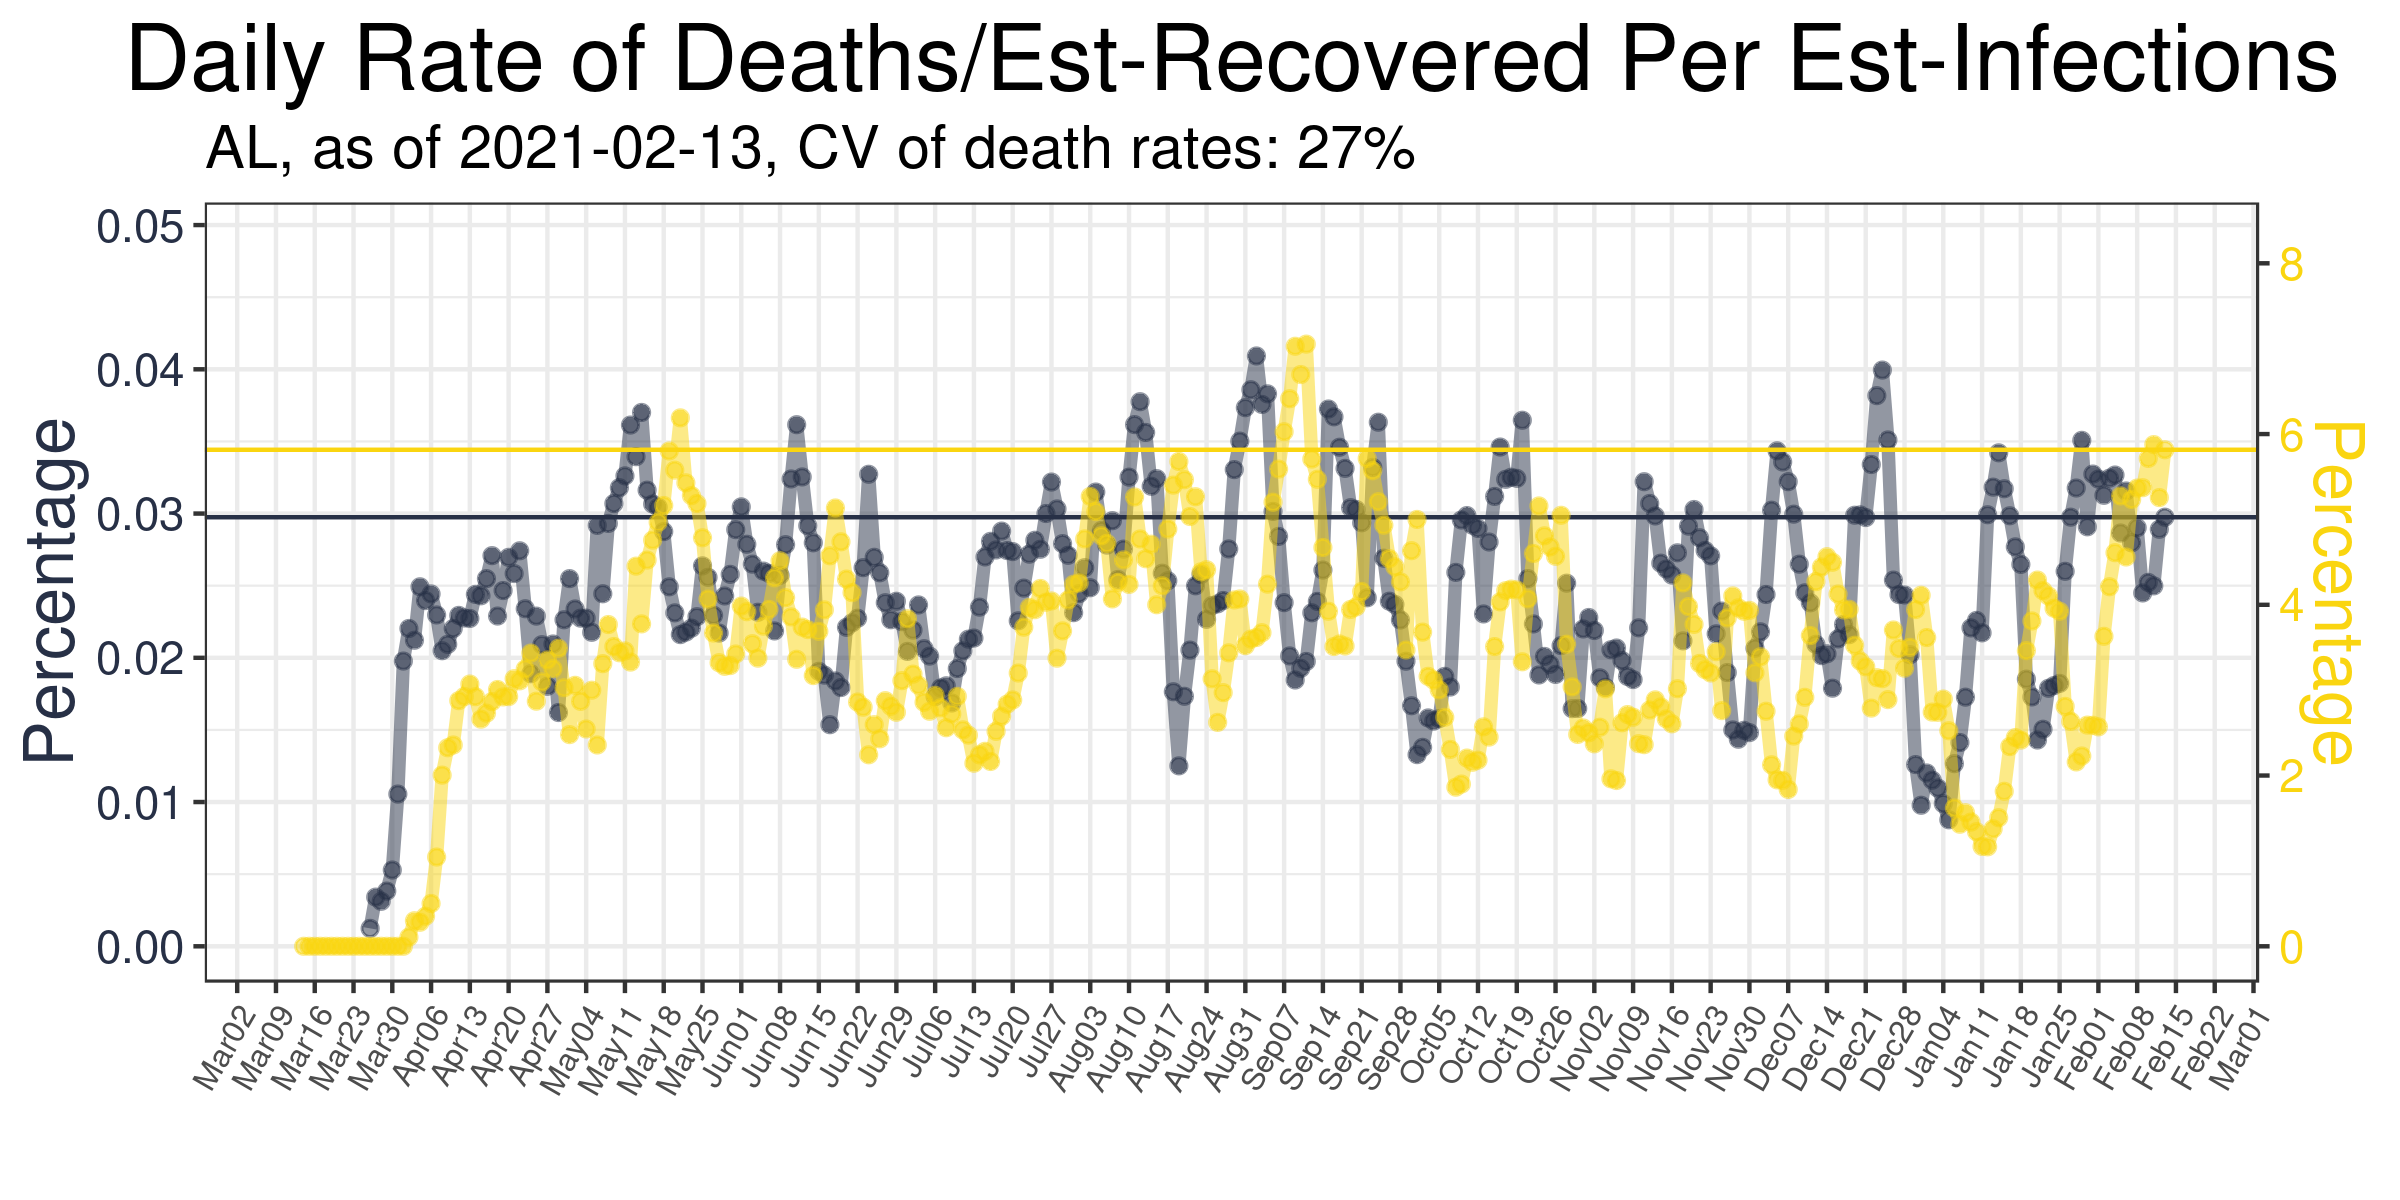 Daily Rate of Deaths/Est-Recovered Per Est-Infections
AL, as of 2021-02-13, CV of death rates: 27%
Percentage
0.05
0.04
0.03
0.02
0.01
0.00
8
6
4
2
0
Percentage
Mar02 Mar09 Mar16 Mar23 Mar30 Apr06 Apr13 Apr20 Apr27 May04 May11 May18 May25 Jun01 Jun08 Jun15 Jun22 Jun29 Jul06 Jul13 Jul20 Jul27 Aug03 Aug10 Aug17 Aug24 Aug31 Sep07 Sep14 Sep21 Sep28 Oct05 Oct12 Oct19 Oct26 Nov02 Nov09 Nov16 Nov23 Nov30 Dec07 Dec14 Dec21 Dec28 Jan04 Jan11 Jan18 Jan25 Feb01 Feb08 Feb15 Feb22 Mar01